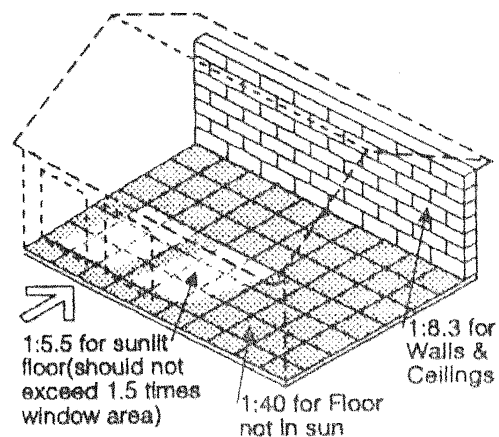 1:5.5 for sunlit
floor(should not
exceed 1.5 times
window area)
1:40 for Floor
not in sun
1:8.3 for
Walls &
Ceilings